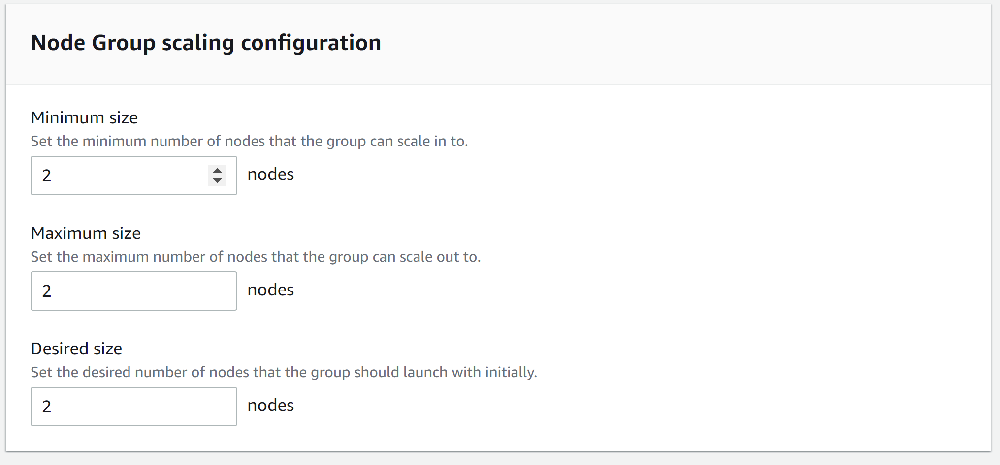 Node Group scaling configuration
Minimum size
Set the minimum number of nodes that the group can scale in to.
2 nodes
Maximum size
Set the maximum number of nodes that the group can scale out to.
2 nodes
Desired size
Set the desired number of nodes that the group should launch with initially.
2 nodes